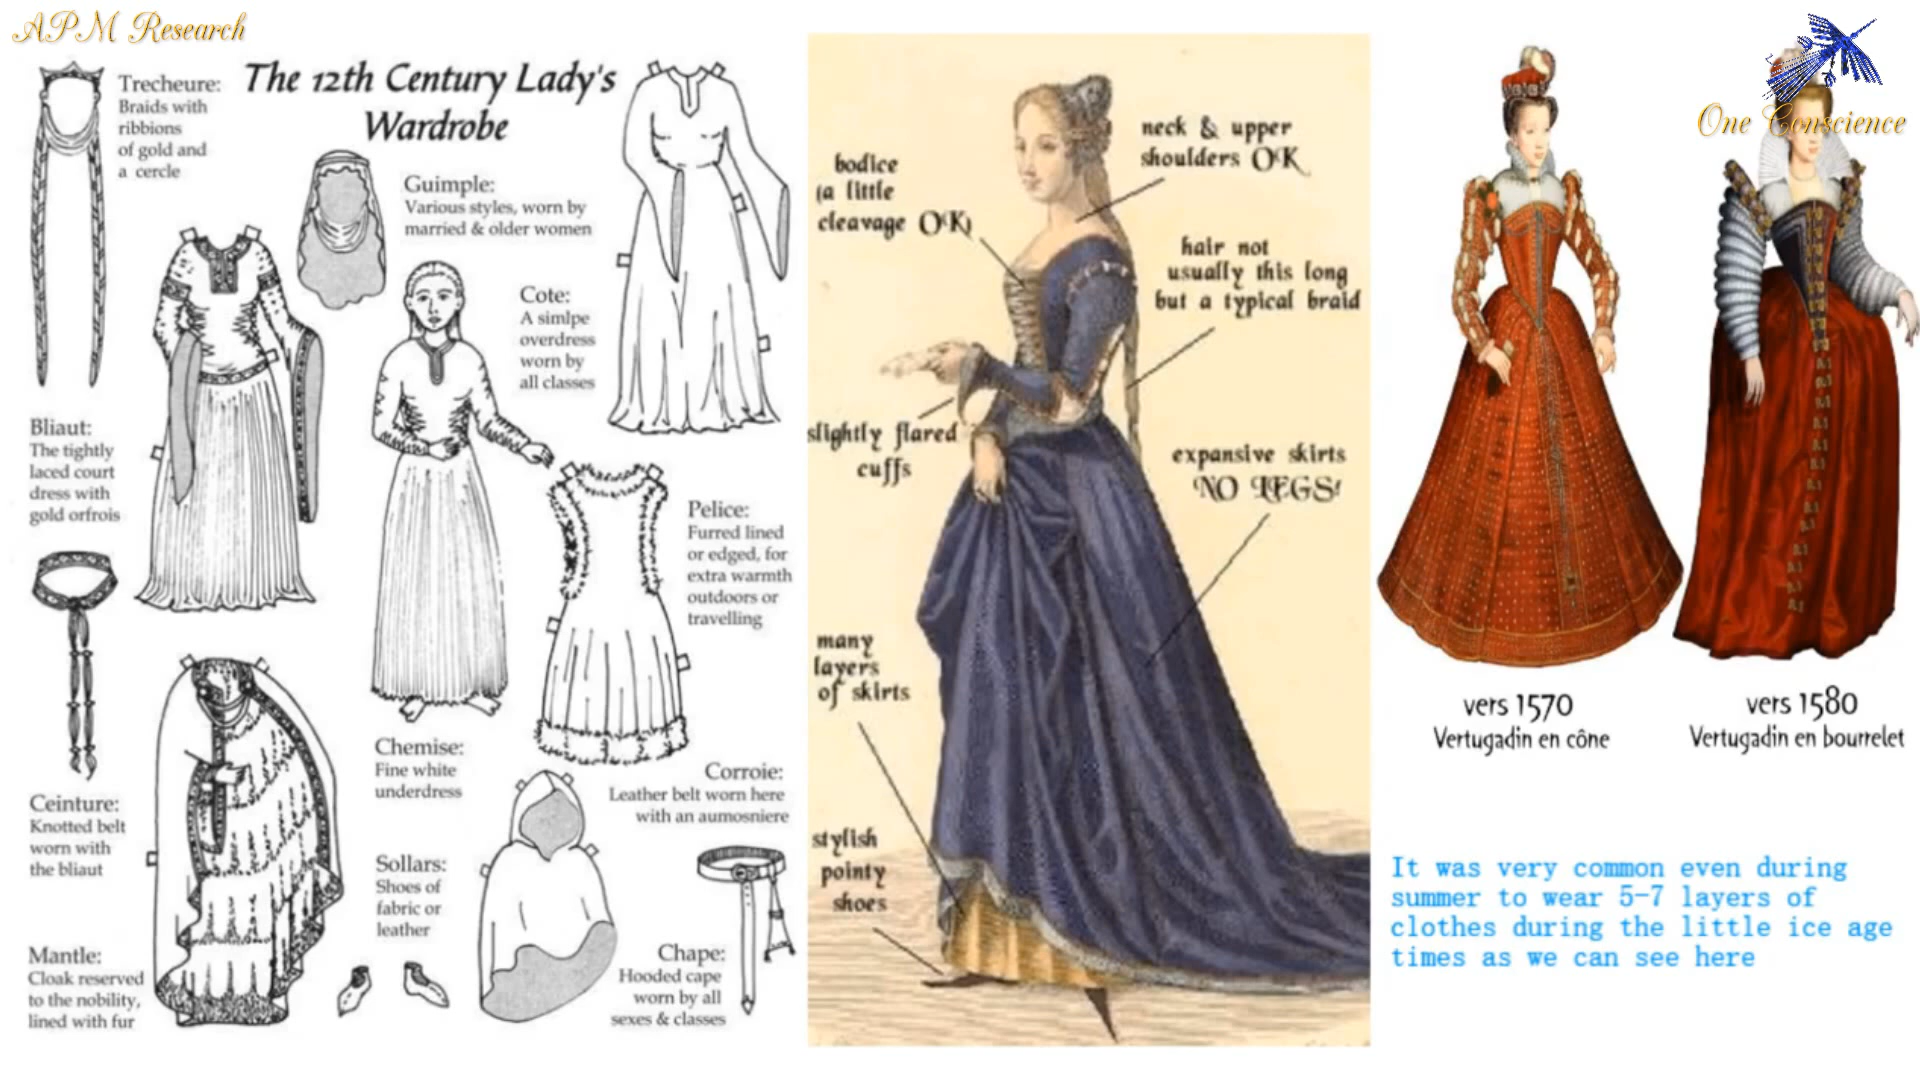 APM Research
The 12th Century Lady's
Wardrobe
Trecheure:
Braids with
ribbions
of gold and
a cercle
Guimple:
Various styles, worn by
married & older women
Cote:
A simlpe
overdress
worn by
all classes
Bliaut:
The tightly
laced court
dress with
gold orfrois
Pelice:
Furred lined
or edged, for
extra warmth
outdoors or
travelling
Ceinture:
Knotted belt
worn with
the bliaut
Chemise:
Fine white
underdress
Corroie:
Leather belt worn here
with an aumosniere
Sollars:
Shoes of
fabric or
leather
Mantle:
Cloak reserved
to the nobility,
lined with fur
Chape:
Hooded cape
worn by all
sexes & classes
neck & upper
shoulders OK
bodice
(a little
cleavage OK)
hair not
usually this long
but a typical braid
slightly flared
cuffs
expansive skirts
NO LEGS!
many
layers
of skirts
stylish
pointy
shoes
One Conscience
vers 1570
Vertugadin en cône
vers 1580
Vertugadin en bourrelet
It was very common even during
summer to wear 5-7 layers of
clothes during the little ice age
times as we can see here